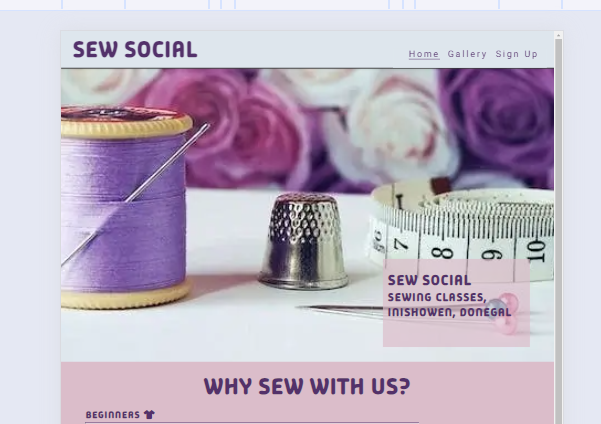 SEW SOCIAL
Home Gallery Sign Up
6 7 8 9 10
SEW SOCIAL
SEWING CLASSES,
INISHOWEN, DONEGAL
WHY SEW WITH US?
BEGINNERS